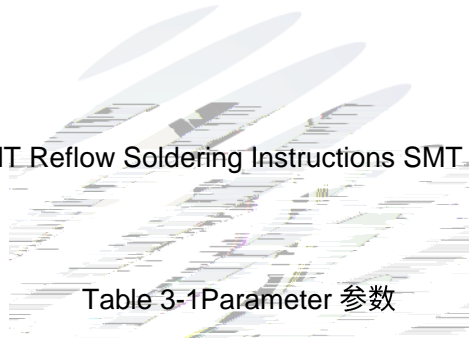 Reflow Soldering Instructions SMT
Table 3-1Parameter 参数